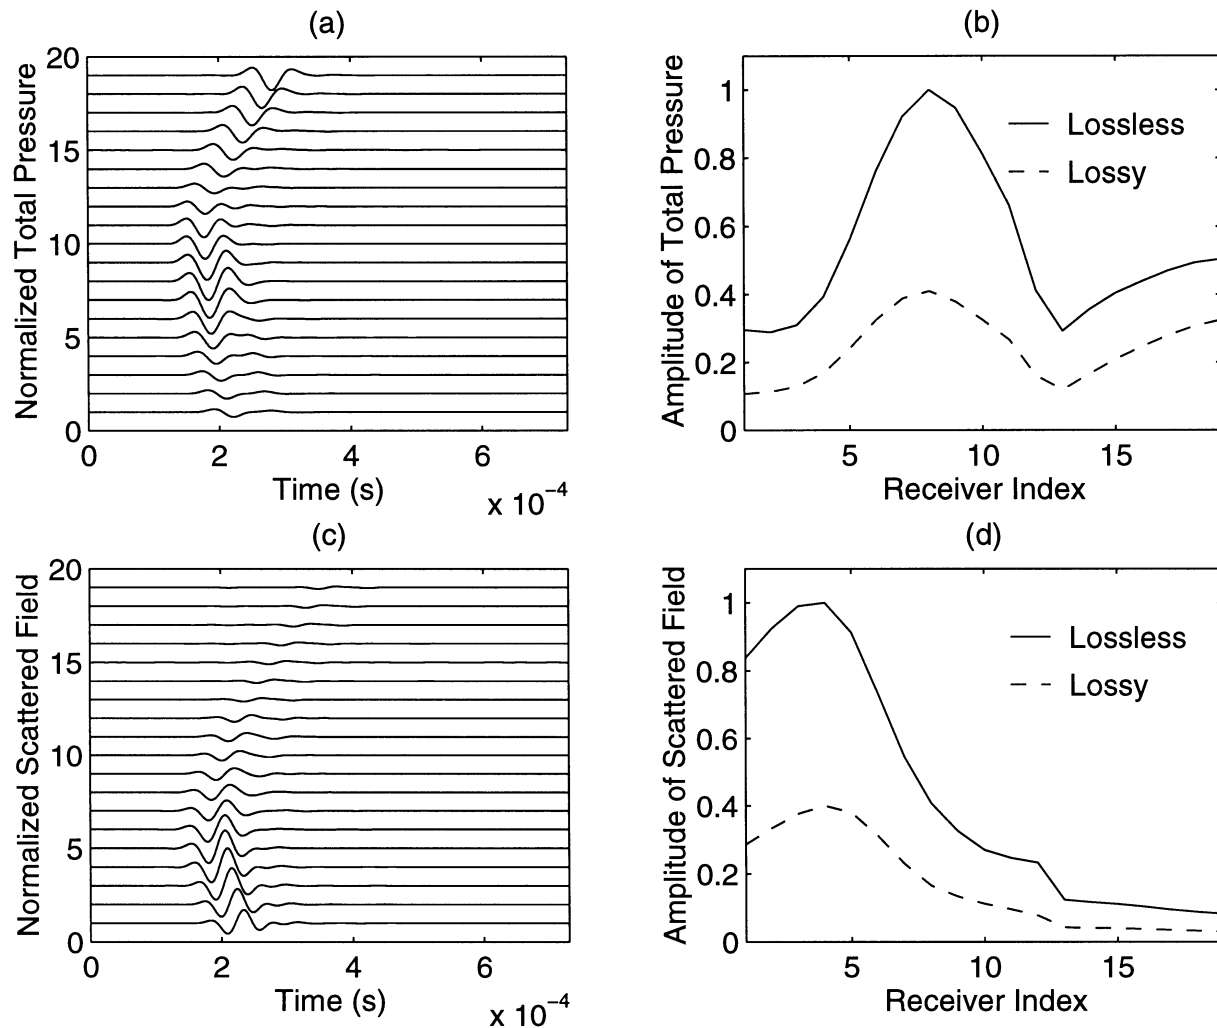 (a)
Normalized Total Pressure
20
15
10
5
0
0 2 4 6
Time (s)
x 10⁻⁴
(b)
Amplitude of Total Pressure
1
0.8
0.6
0.4
0.2
0
Lossless
Lossy
5 10 15
Receiver Index
(c)
Normalized Scattered Field
20
15
10
5
0
0 2 4 6
Time (s)
x 10⁻⁴
(d)
Amplitude of Scattered Field
1
0.8
0.6
0.4
0.2
0
Lossless
Lossy
5 10 15
Receiver Index